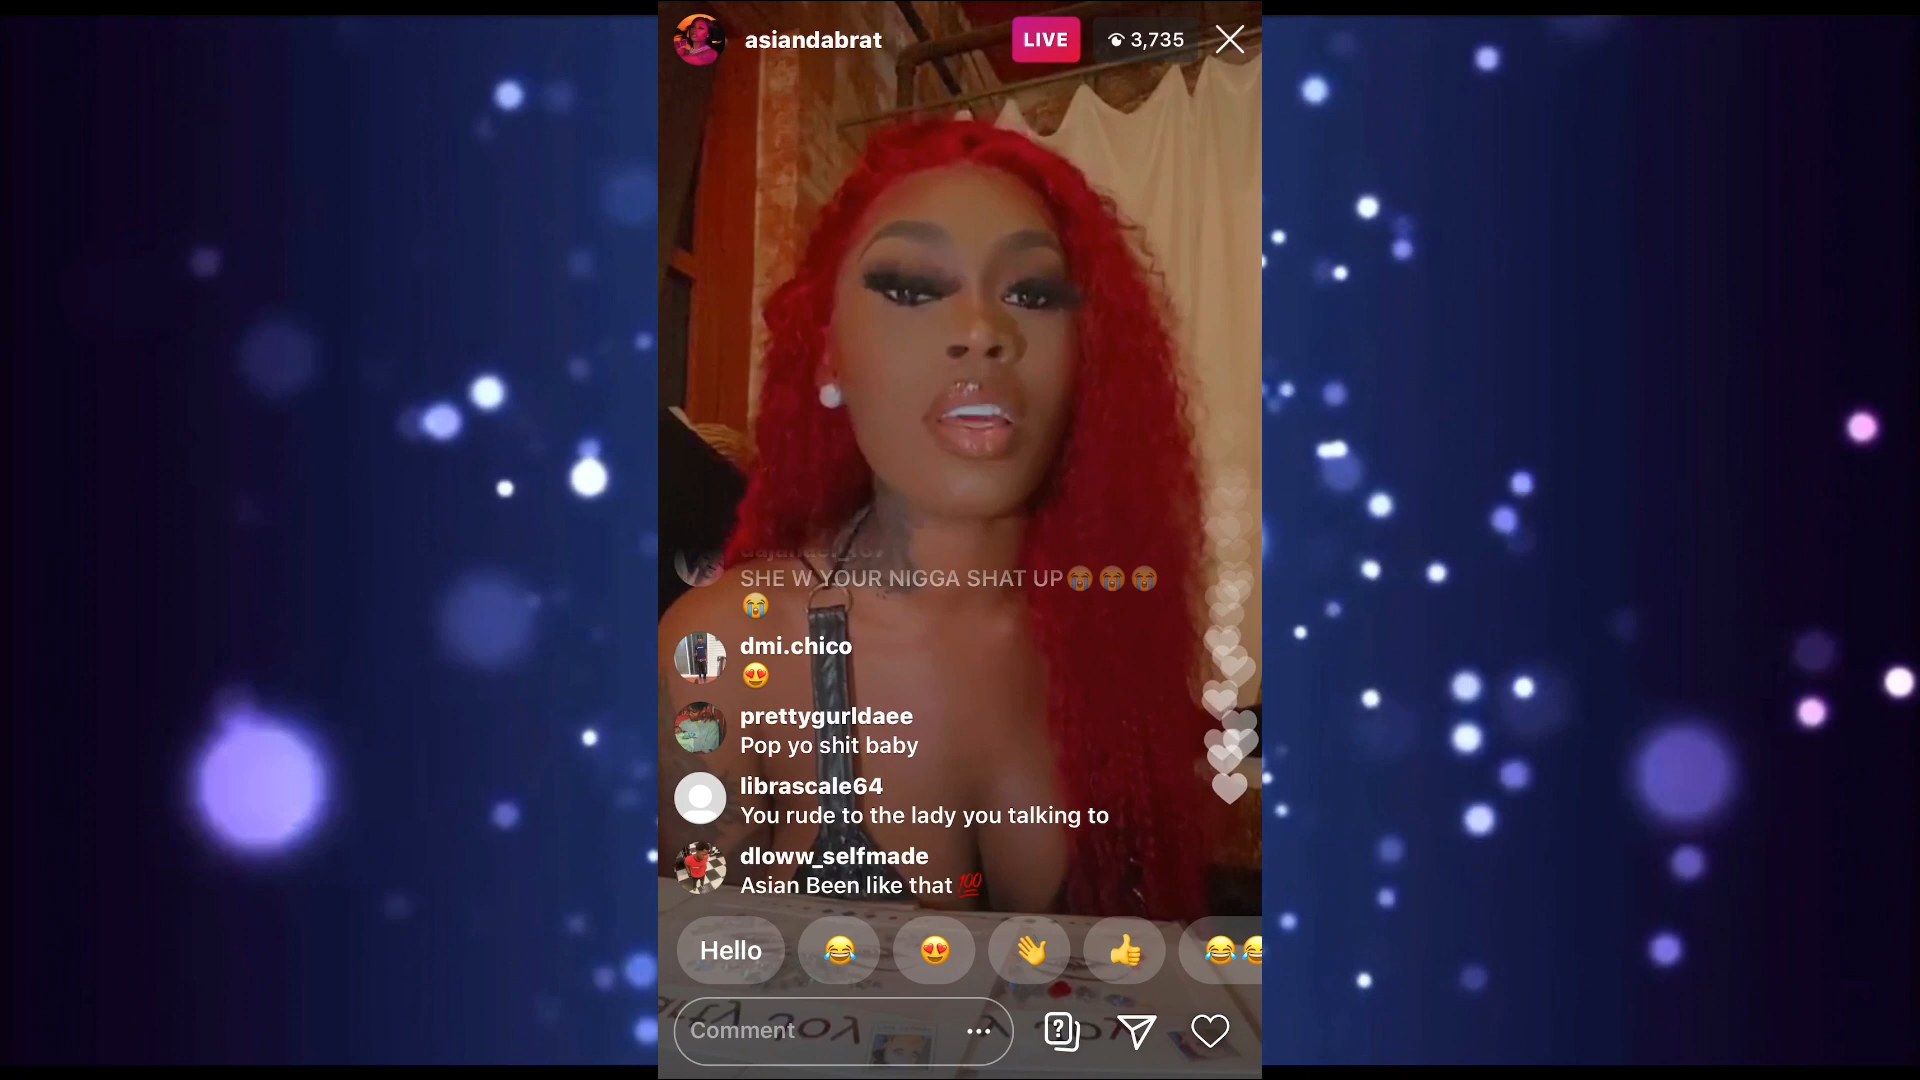 asiandabrat
LIVE
3,735
SHE W YOUR NIGGA SHAT UP😭😭😭
😭
dmi.chico
😍
prettygurldaee
Pop yo shit baby
librascale64
You rude to the lady you talking to
dloww_selfmade
Asian Been like that 💯
Hello 😂 😍 👋 👍 😂😂
Comment